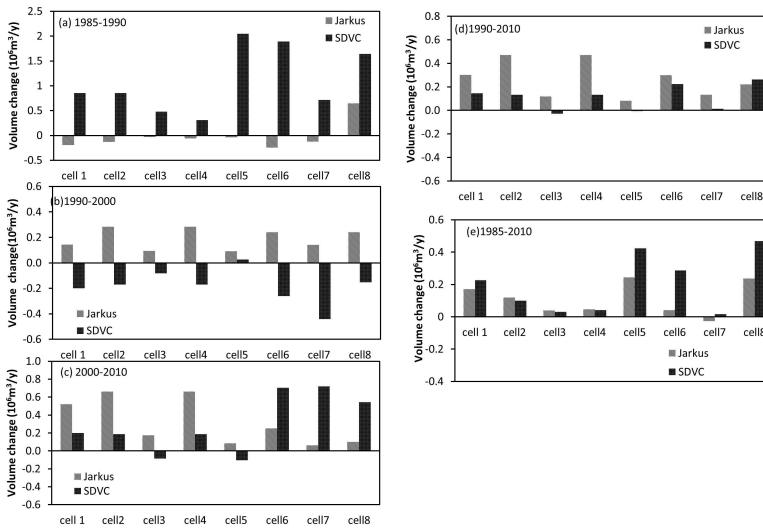 (a) 1985-1990
Jarkus
SDVC
Volume change (10⁶m³/y)
2.5
2
1.5
1
0.5
0
-0.5
cell 1 cell2 cell3 cell4 cell5 cell6 cell7 cell8
(b)1990-2000
Jarkus
SDVC
Volume change(10⁶m³/y)
0.6
0.4
0.2
0.0
-0.2
-0.4
-0.6
cell 1 cell2 cell3 cell4 cell5 cell6 cell7 cell8
(c) 2000-2010
Jarkus
SDVC
Volume change (10⁶m³/y)
1.0
0.8
0.6
0.4
0.2
0.0
-0.2
-0.4
-0.6
cell 1 cell2 cell3 cell4 cell5 cell6 cell7 cell8
(d)1990-2010
Jarkus
SDVC
Volume change (10⁶m³/y)
0.8
0.6
0.4
0.2
0.0
-0.2
-0.4
-0.6
cell 1 cell2 cell3 cell4 cell5 cell6 cell7 cell8
(e)1985-2010
Jarkus
SDVC
Volume change (10⁶m³/y)
0.6
0.4
0.2
0
-0.2
-0.4
cell 1 cell2 cell3 cell4 cell5 cell6 cell7 cell8